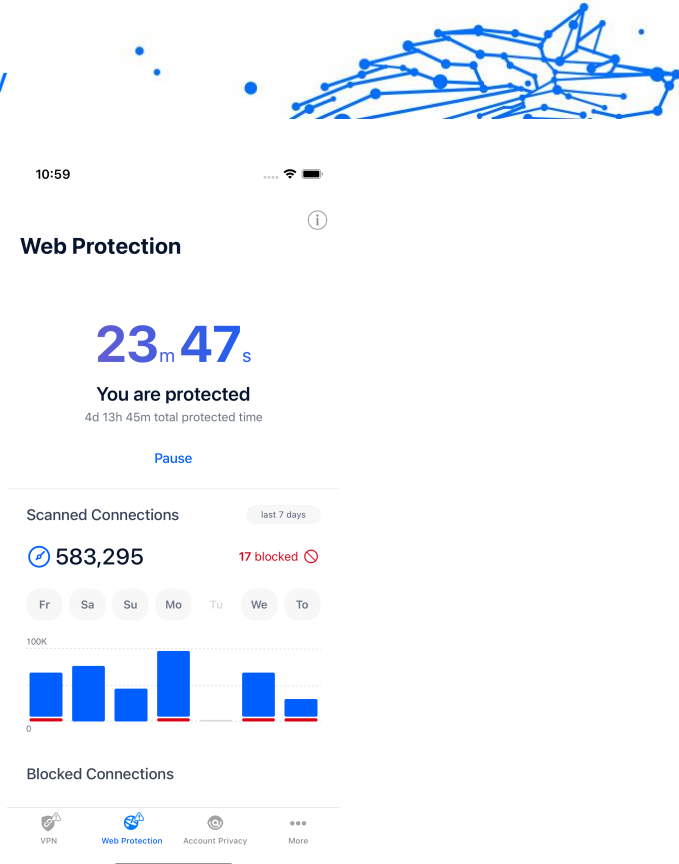 10:59
Web Protection
23m 47s
You are protected
4d 13h 45m total protected time
Pause
Scanned Connections last 7 days
583,295 17 blocked
Fr Sa Su Mo Tu We To
100K
0
Blocked Connections
VPN Web Protection Account Privacy More